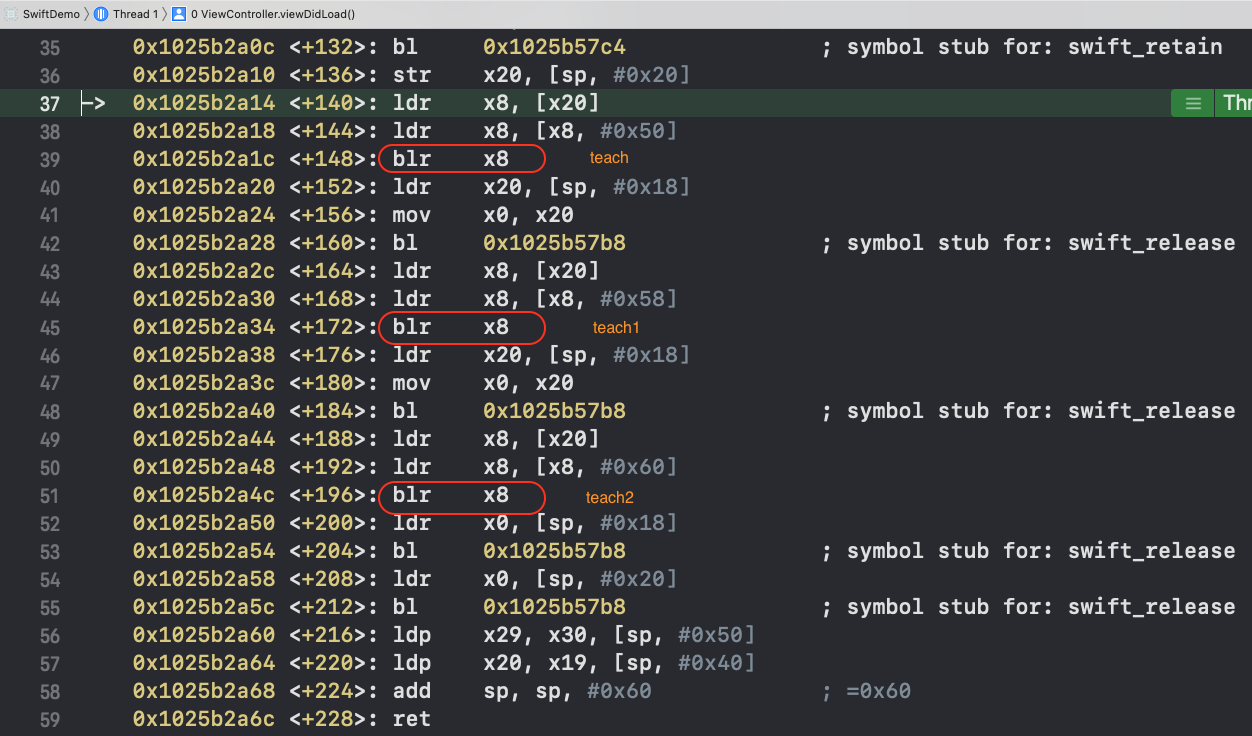 SwiftDemo 〉 Thread 1 〉 0 ViewController.viewDidLoad()
35 0x1025b2a0c <+132>: bl 0x1025b57c4 ; symbol stub for: swift_retain
36 0x1025b2a10 <+136>: str x20, [sp, #0x20]
37 -> 0x1025b2a14 <+140>: ldr x8, [x20] Thr
38 0x1025b2a18 <+144>: ldr x8, [x8, #0x50]
39 0x1025b2a1c <+148>: blr x8 teach
40 0x1025b2a20 <+152>: ldr x20, [sp, #0x18]
41 0x1025b2a24 <+156>: mov x0, x20
42 0x1025b2a28 <+160>: bl 0x1025b57b8 ; symbol stub for: swift_release
43 0x1025b2a2c <+164>: ldr x8, [x20]
44 0x1025b2a30 <+168>: ldr x8, [x8, #0x58]
45 0x1025b2a34 <+172>: blr x8 teach1
46 0x1025b2a38 <+176>: ldr x20, [sp, #0x18]
47 0x1025b2a3c <+180>: mov x0, x20
48 0x1025b2a40 <+184>: bl 0x1025b57b8 ; symbol stub for: swift_release
49 0x1025b2a44 <+188>: ldr x8, [x20]
50 0x1025b2a48 <+192>: ldr x8, [x8, #0x60]
51 0x1025b2a4c <+196>: blr x8 teach2
52 0x1025b2a50 <+200>: ldr x0, [sp, #0x18]
53 0x1025b2a54 <+204>: bl 0x1025b57b8 ; symbol stub for: swift_release
54 0x1025b2a58 <+208>: ldr x0, [sp, #0x20]
55 0x1025b2a5c <+212>: bl 0x1025b57b8 ; symbol stub for: swift_release
56 0x1025b2a60 <+216>: ldp x29, x30, [sp, #0x50]
57 0x1025b2a64 <+220>: ldp x20, x19, [sp, #0x40]
58 0x1025b2a68 <+224>: add sp, sp, #0x60 ; =0x60
59 0x1025b2a6c <+228>: ret